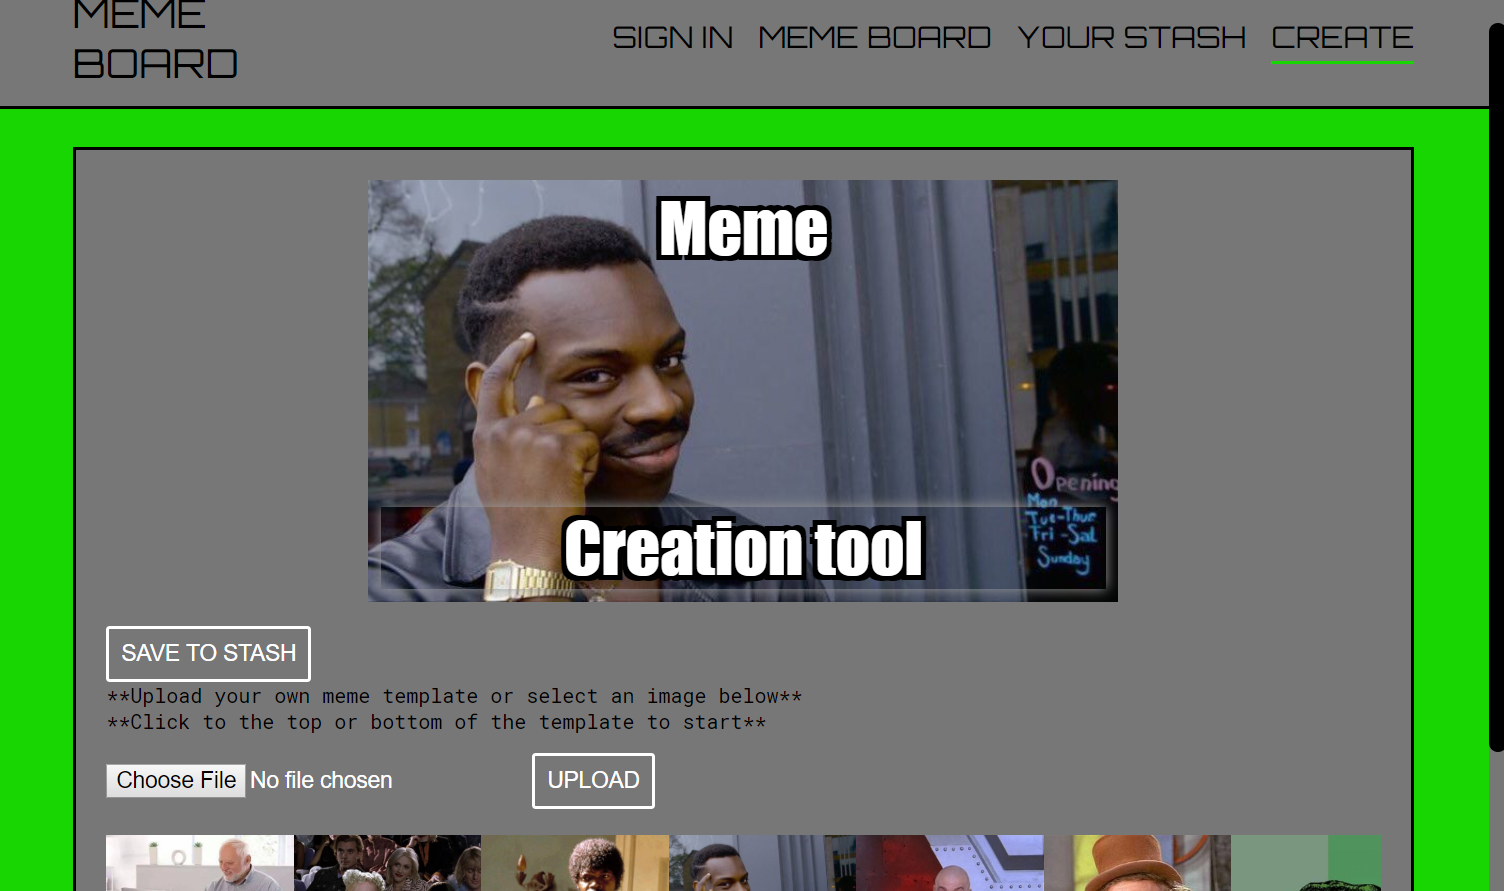 MEME
BOARD
SIGN IN MEME BOARD YOUR STASH CREATE
Meme
Opening
Mon
Tue-Thur
Fri-Sat
Sunday
Creation tool
SAVE TO STASH
**Upload your own meme template or select an image below**
**Click to the top or bottom of the template to start**
Choose File No file chosen UPLOAD